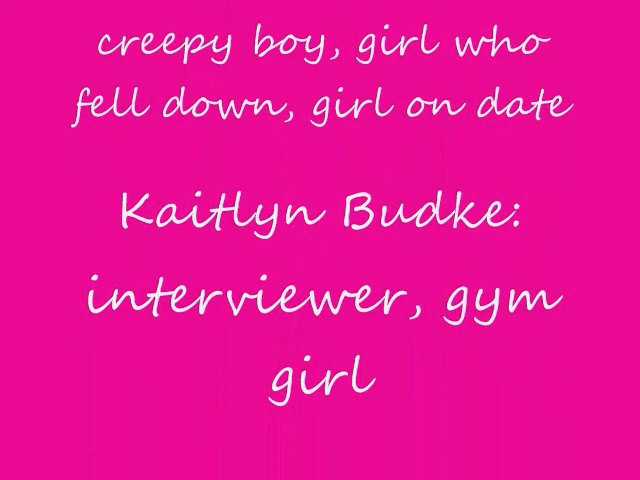 creepy boy, girl who
fell down, girl on date
Kaitlyn Budke:
interviewer, gym
girl